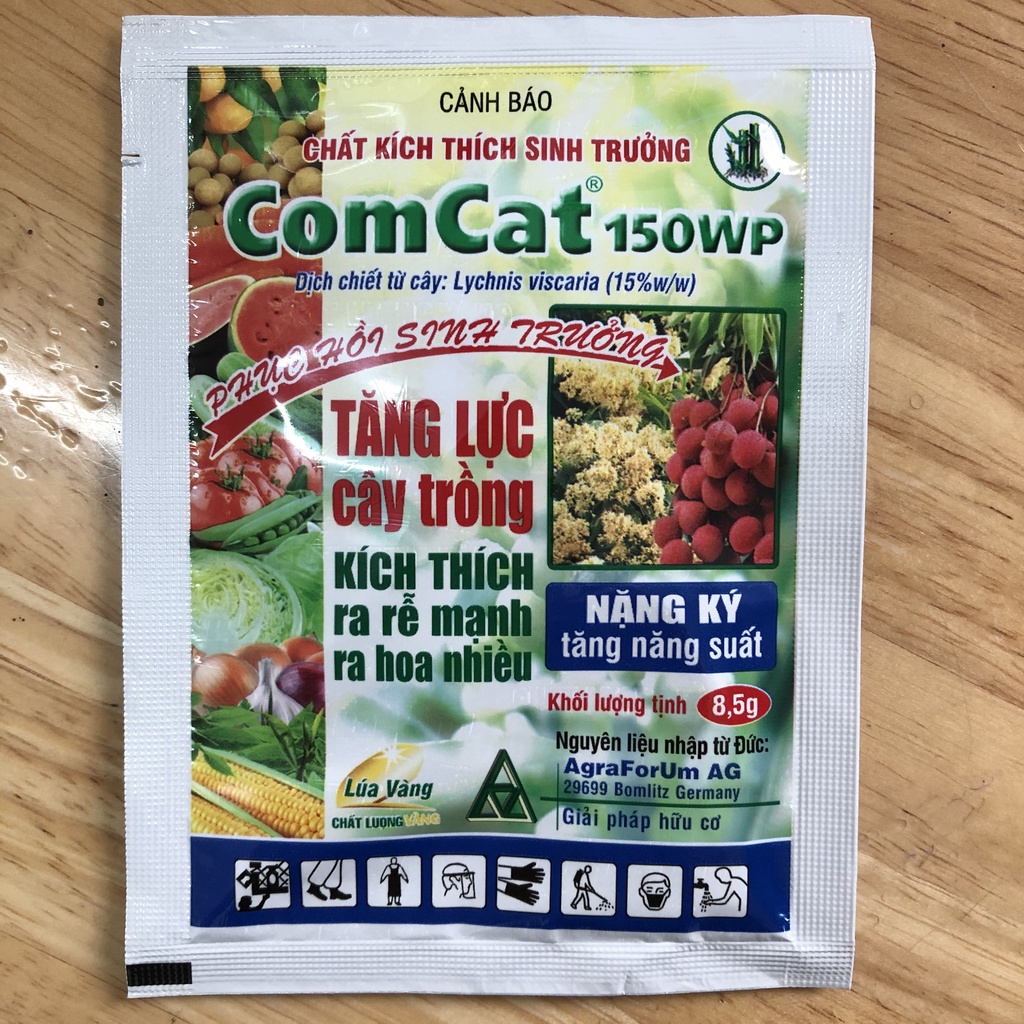 CẢNH BÁO
CHẤT KÍCH THÍCH SINH TRƯỞNG
ComCat® 150WP
Dịch chiết từ cây: Lychnis viscaria (15%w/w)
PHỤC HỒI SINH TRƯỞNG
TĂNG LỰC
cây trồng
KÍCH THÍCH
ra rễ mạnh
ra hoa nhiều
NẶNG KÝ
tăng năng suất
Khối lượng tịnh 8,5g
Nguyên liệu nhập từ Đức:
AgraForUm AG
29699 Bomlitz Germany
Giải pháp hữu cơ
Lúa Vàng
CHẤT LƯỢNG VÀNG